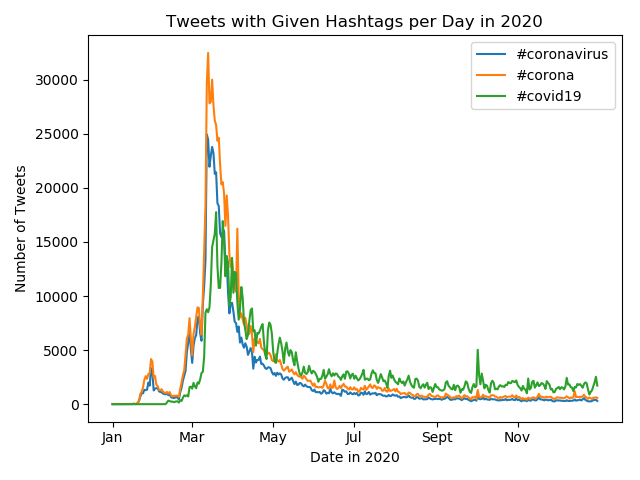 Tweets with Given Hashtags per Day in 2020
#coronavirus
#corona
#covid19
30000
25000
20000
15000
10000
5000
0
Number of Tweets
Jan Mar May Jul Sept Nov
Date in 2020